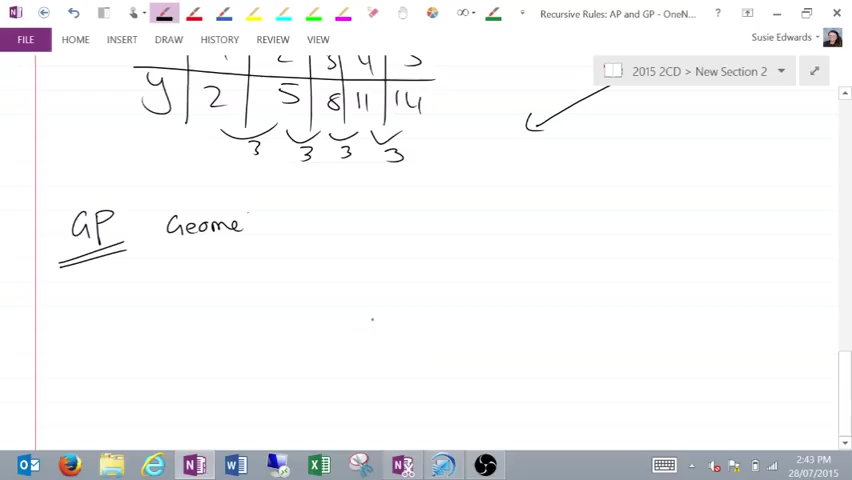 Recursive Rules: AP and GP - OneN...
Susie Edwards
FILE HOME INSERT DRAW HISTORY REVIEW VIEW
2015 2CD > New Section 2
y 2 5 8 11 14
3 3 3 3
GP Geome
2:43 PM
28/07/2015